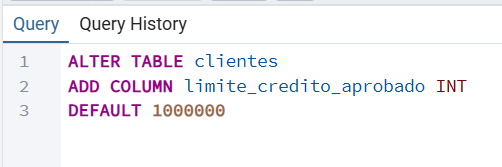 Query Query History
1 ALTER TABLE clientes
2 ADD COLUMN limite_credito_aprobado INT
3 DEFAULT 1000000